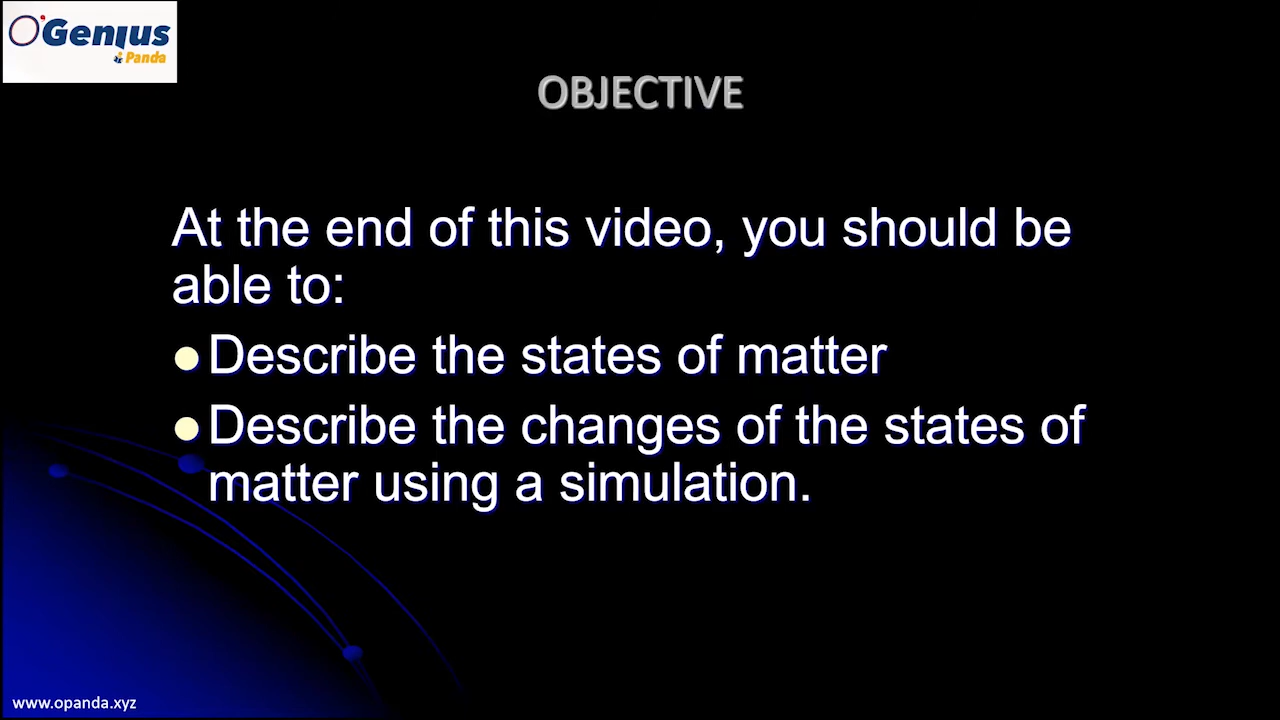 O'Genius
Panda
OBJECTIVE
At the end of this video, you should be
able to:
Describe the states of matter
Describe the changes of the states of
matter using a simulation.
www.opanda.xyz